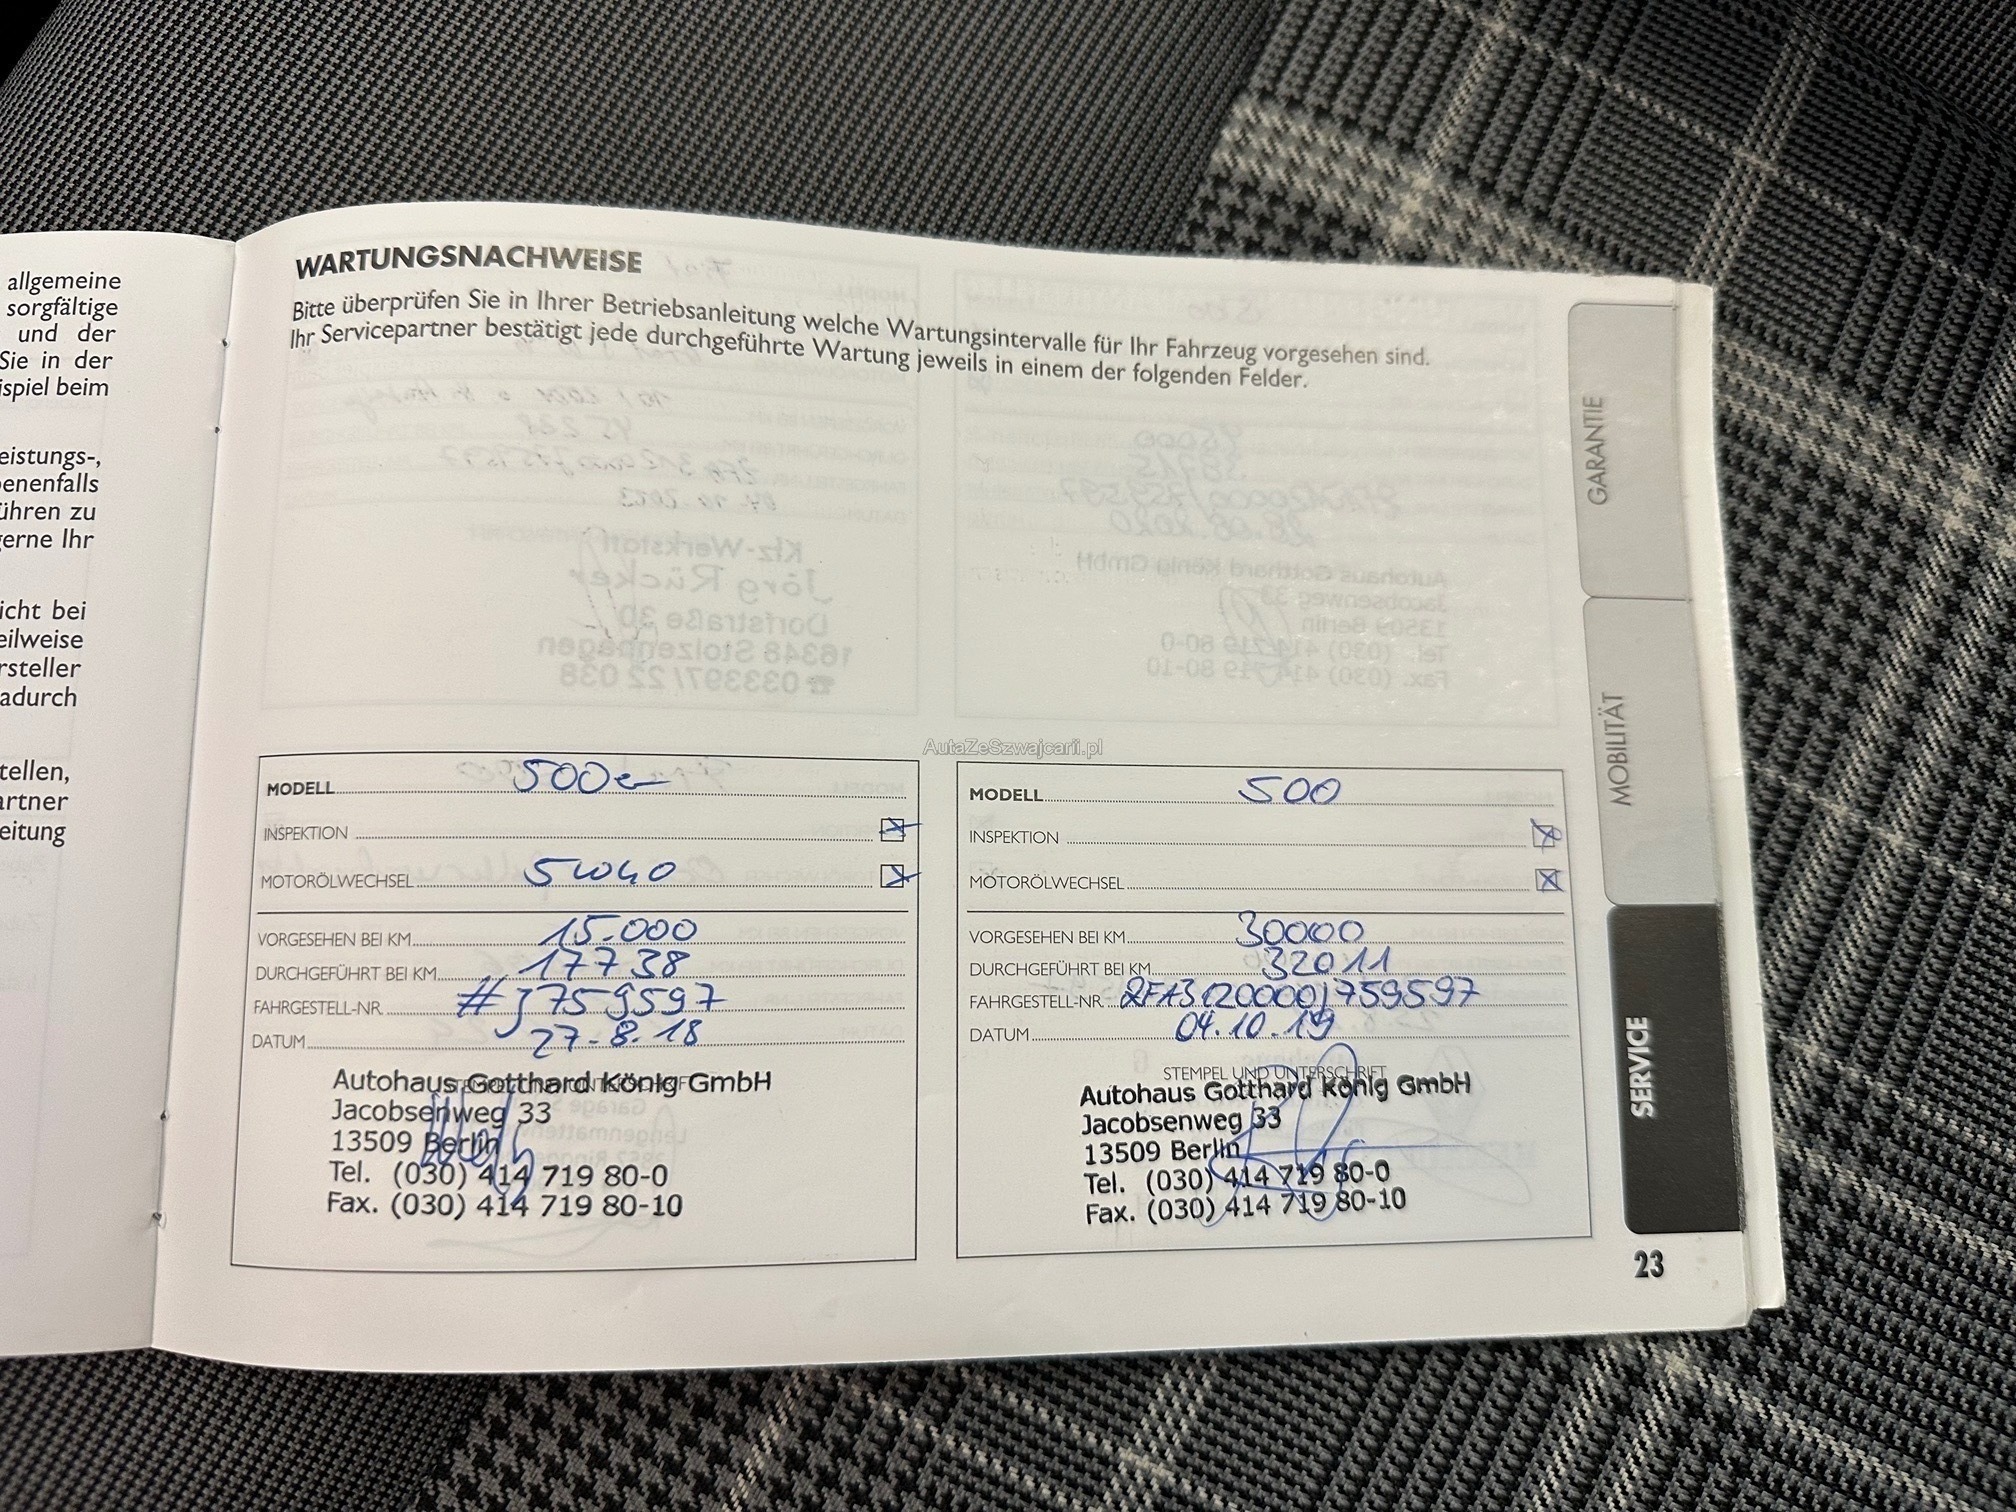 allgemeine
sorgfältige
und der
Sie in der
ispiel beim
eistungs-,
enenfalls
ühren zu
gerne Ihr
icht bei
eilweise
rsteller
adurch
tellen,
artner
eitung
WARTUNGSNACHWEISE
Bitte überprüfen Sie in Ihrer Betriebsanleitung welche Wartungsintervalle für Ihr Fahrzeug vorgesehen sind.
Ihr Servicepartner bestätigt jede durchgeführte Wartung jeweils in einem der folgenden Felder.
AutaZeSzwajcarii.pl
MODELL 500c
INSPEKTION
MOTORÖLWECHSEL 5W40
VORGESEHEN BEI KM 15.000
DURCHGEFÜHRT BEI KM 17738
FAHRGESTELL-NR. #J759597
DATUM 27.8.18
Autohaus Gotthard König GmbH
Jacobsenweg 33
13509 Berlin
Tel. (030) 414 719 80-0
Fax. (030) 414 719 80-10
MODELL 500
INSPEKTION
MOTORÖLWECHSEL
VORGESEHEN BEI KM 30000
DURCHGEFÜHRT BEI KM 32011
FAHRGESTELL-NR. ZFA3120000J759597
DATUM 04.10.19
STEMPEL UND UNTERSCHRIFT
Autohaus Gotthard König GmbH
Jacobsenweg 33
13509 Berlin
Tel. (030) 414 719 80-0
Fax. (030) 414 719 80-10
GARANTIE
MOBILITÄT
SERVICE
23